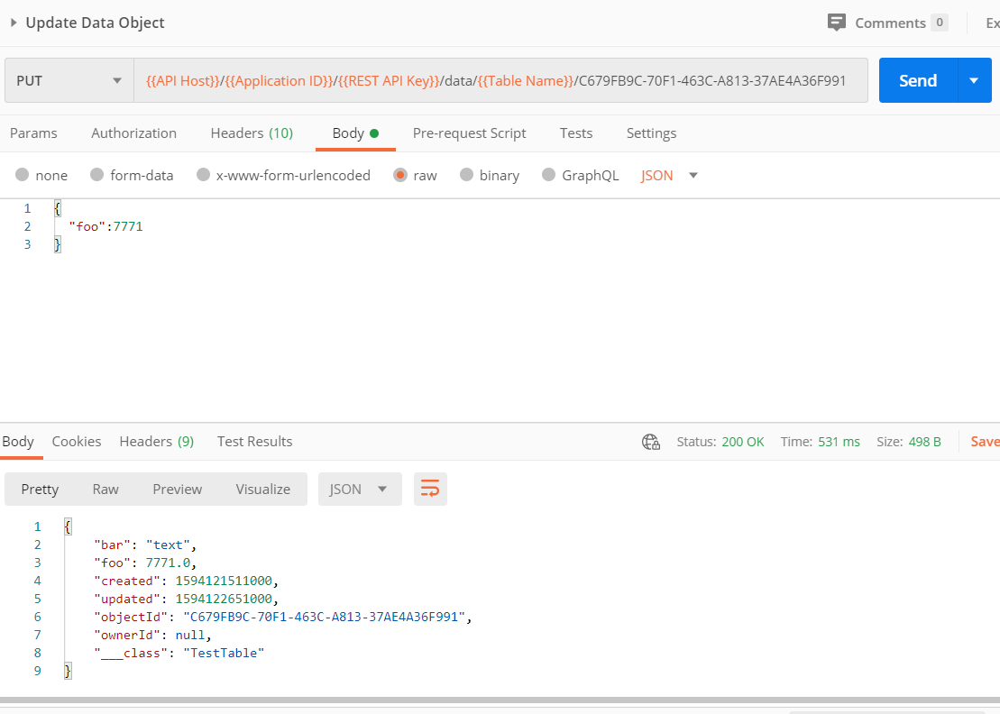 Update Data Object Comments 0 Ex
PUT {{API Host}}/{{Application ID}}/{{REST API Key}}/data/{{Table Name}}/C679FB9C-70F1-463C-A813-37AE4A36F991 Send
Params Authorization Headers (10) Body Pre-request Script Tests Settings
none form-data x-www-form-urlencoded raw binary GraphQL JSON
1 {
2 "foo":7771
3 }
Body Cookies Headers (9) Test Results Status: 200 OK Time: 531 ms Size: 498 B Save
Pretty Raw Preview Visualize JSON
1 {
2 "bar": "text",
3 "foo": 7771.0,
4 "created": 1594121511000,
5 "updated": 1594122651000,
6 "objectId": "C679FB9C-70F1-463C-A813-37AE4A36F991",
7 "ownerId": null,
8 "___class": "TestTable"
9 }